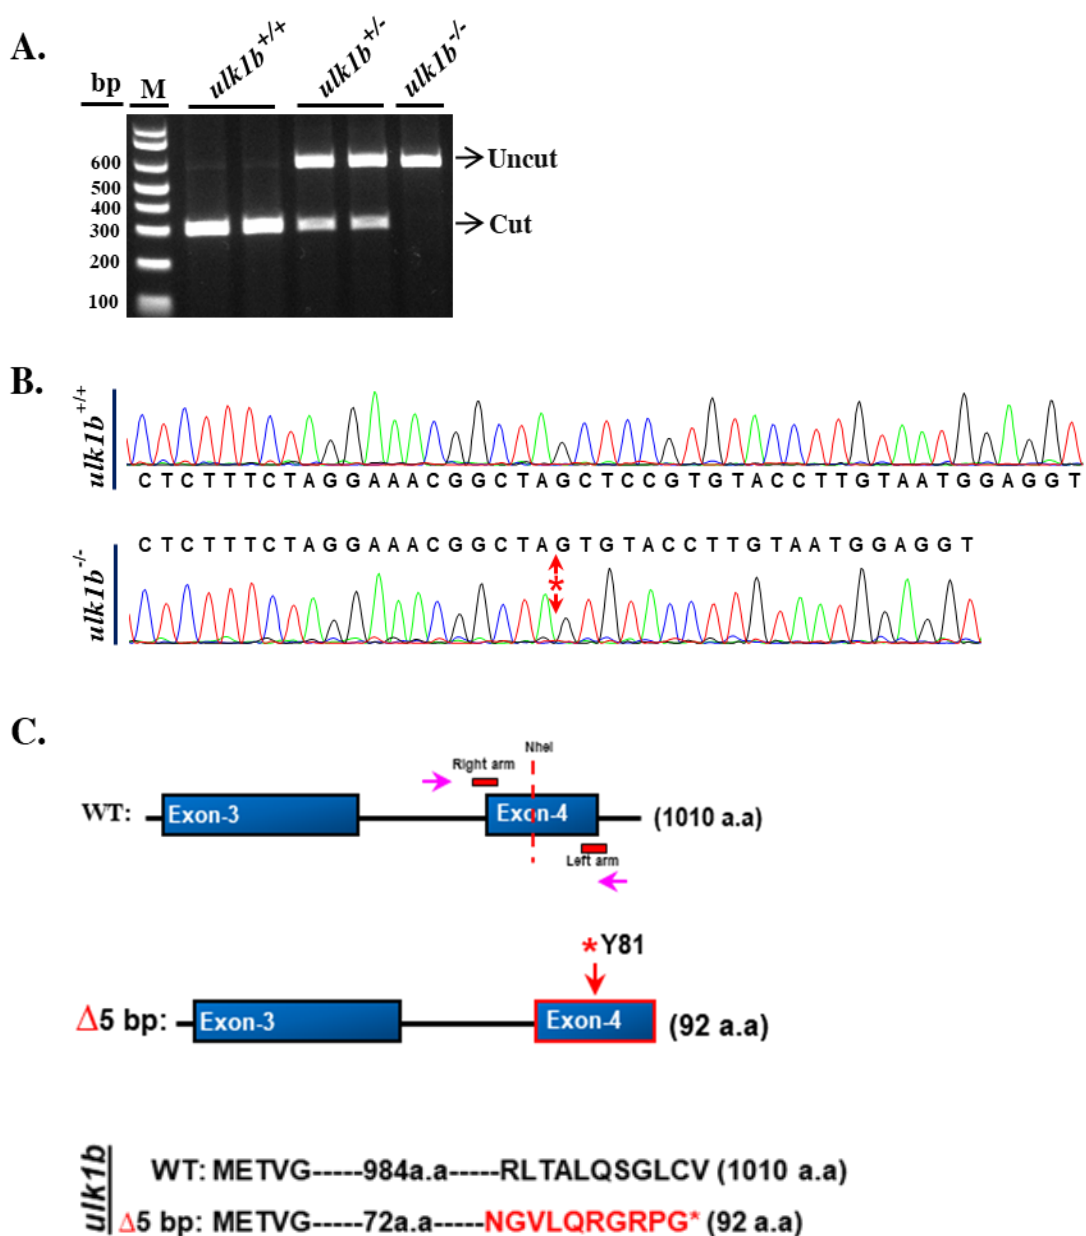 A.
bp M ulk1b+/+ ulk1b+/- ulk1b-/-
600
500
400
300
200
100
Uncut
Cut
B.
ulk1b+/+
CTCTTTCTAGGAAACGGCTAGCTCCGTGTACCTTGTAATGGAGGT
ulk1b-/-
CTCTTTCTAGGAAACGGCTAGTGTACCTTGTAATGGAGGT
*
C.
NheI
Right arm
WT: Exon-3 Exon-4 (1010 a.a)
Left arm
*Y81
Δ5 bp: Exon-3 Exon-4 (92 a.a)
ulk1b
WT: METVG-----984a.a-----RLTALQSGLCV (1010 a.a)
Δ5 bp: METVG-----72a.a-----NGVLQRGRPG* (92 a.a)